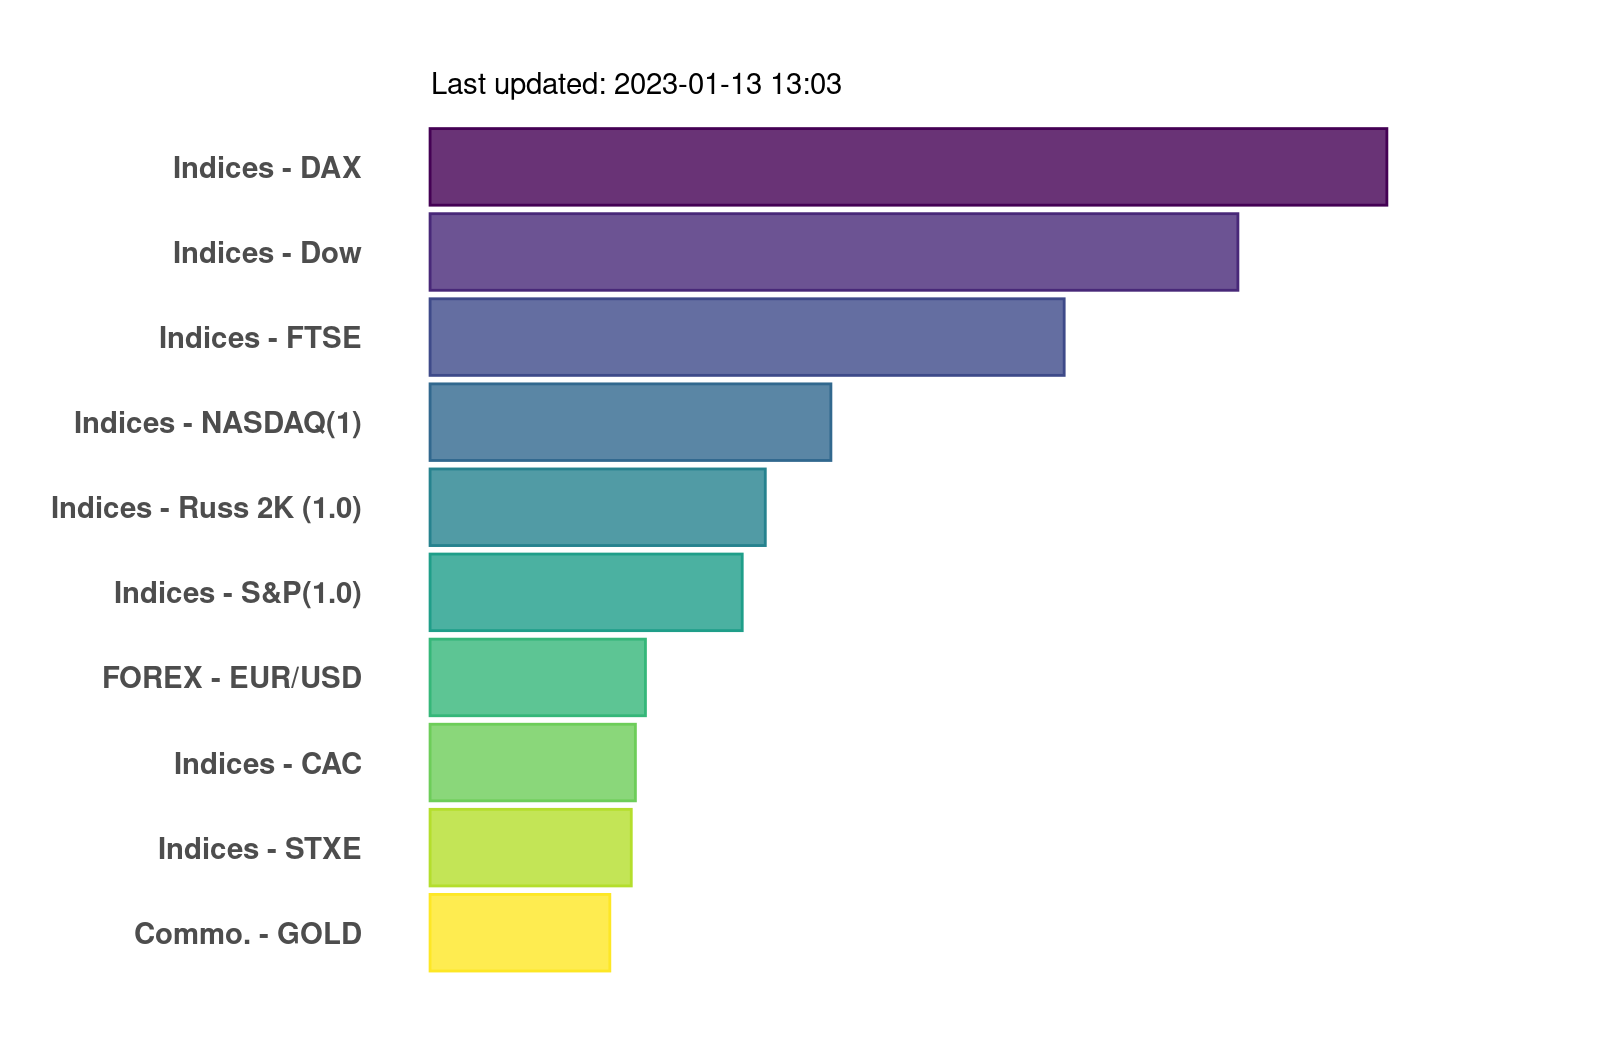 Last updated: 2023-01-13 13:03
Indices - DAX
Indices - Dow
Indices - FTSE
Indices - NASDAQ(1)
Indices - Russ 2K (1.0)
Indices - S&P(1.0)
FOREX - EUR/USD
Indices - CAC
Indices - STXE
Commo. - GOLD